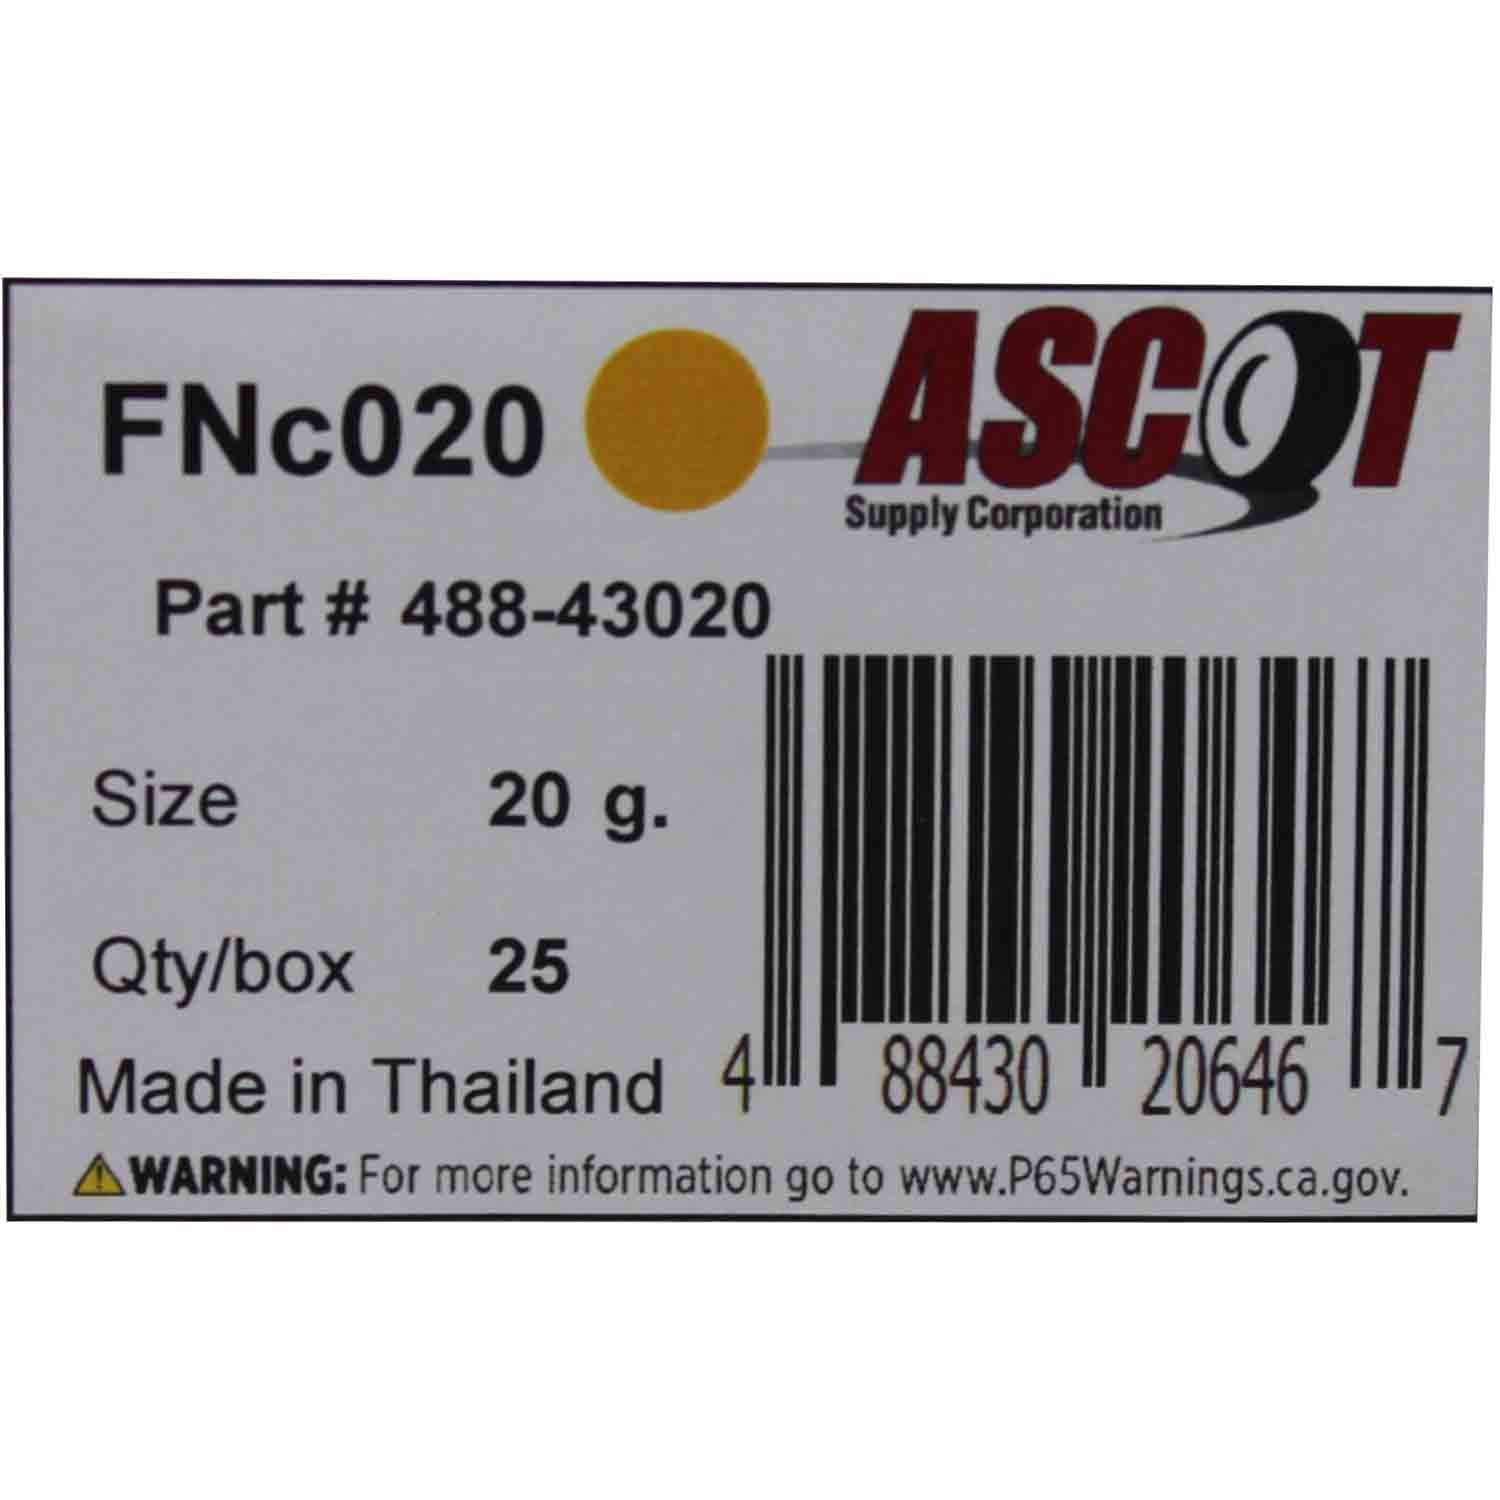 FNc020
ASCOT
Supply Corporation
Part # 488-43020
Size 20 g.
Qty/box 25
Made in Thailand
4 88430 20646 7
WARNING: For more information go to www.P65Warnings.ca.gov.